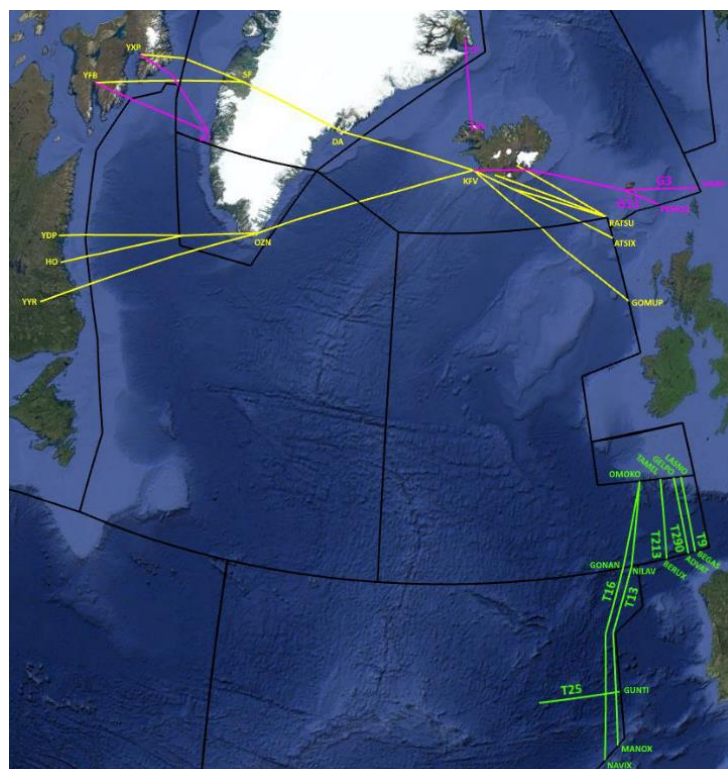 YXP
YFB
SF
DA
KFV
G3
RATSU
ATSIX
YDP
OZN
HO
YYR
GOMUP
LASNO
GELPO
TAMEL
OMOKO
T213
T290
T9
BEGAS
ADVAT
BERUX
GONAN
NILAV
T16
T13
T25
GUNTI
MANOX
NAVIX